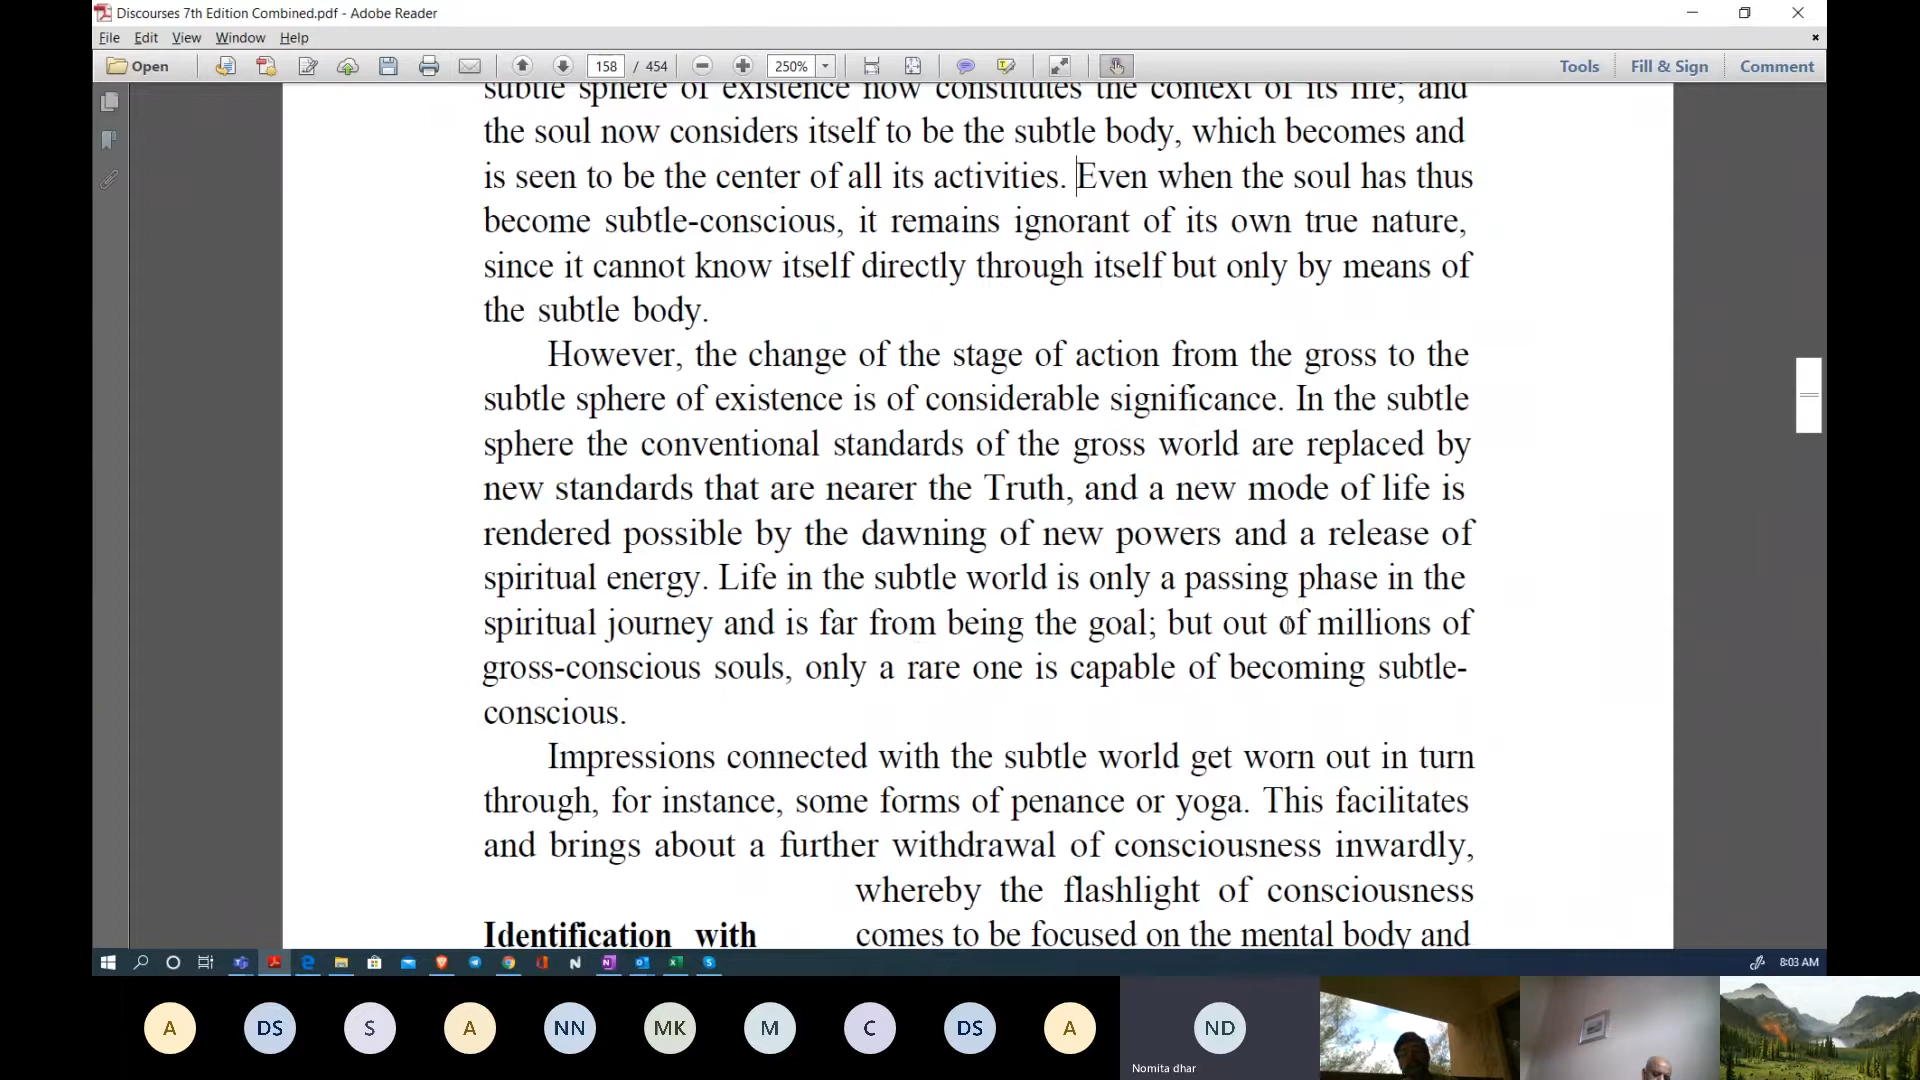 Discourses 7th Edition Combined.pdf - Adobe Reader
File Edit View Window Help
Open 158 / 454 250% Tools Fill & Sign Comment
subtle sphere of existence now constitutes the context of its life; and
the soul now considers itself to be the subtle body, which becomes and
is seen to be the center of all its activities. Even when the soul has thus
become subtle-conscious, it remains ignorant of its own true nature,
since it cannot know itself directly through itself but only by means of
the subtle body.
However, the change of the stage of action from the gross to the
subtle sphere of existence is of considerable significance. In the subtle
sphere the conventional standards of the gross world are replaced by
new standards that are nearer the Truth, and a new mode of life is
rendered possible by the dawning of new powers and a release of
spiritual energy. Life in the subtle world is only a passing phase in the
spiritual journey and is far from being the goal; but out of millions of
gross-conscious souls, only a rare one is capable of becoming subtle-
conscious.
Impressions connected with the subtle world get worn out in turn
through, for instance, some forms of penance or yoga. This facilitates
and brings about a further withdrawal of consciousness inwardly,
whereby the flashlight of consciousness
Identification with comes to be focused on the mental body and
8:03 AM
A DS S A NN MK M C DS A ND
Nomita dhar